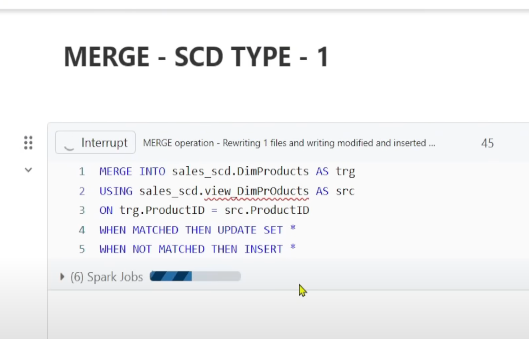 MERGE - SCD TYPE - 1
Interrupt MERGE operation - Rewriting 1 files and writing modified and inserted ... 45
1 MERGE INTO sales_scd.DimProducts AS trg
2 USING sales_scd.view_DimPrOducts AS src
3 ON trg.ProductID = src.ProductID
4 WHEN MATCHED THEN UPDATE SET *
5 WHEN NOT MATCHED THEN INSERT *
(6) Spark Jobs